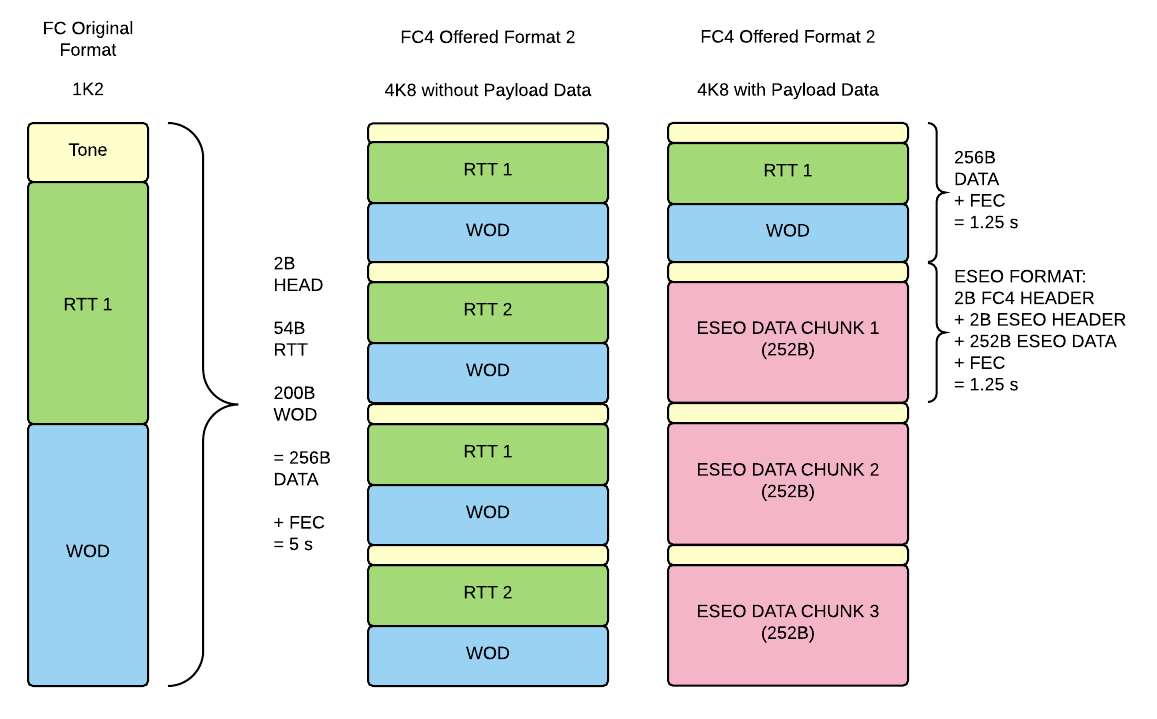 FC Original
Format
1K2
Tone
RTT 1
WOD
2B
HEAD
54B
RTT
200B
WOD
= 256B
DATA
+ FEC
= 5 s
FC4 Offered Format 2
4K8 without Payload Data
RTT 1
WOD
RTT 2
WOD
RTT 1
WOD
RTT 2
WOD
FC4 Offered Format 2
4K8 with Payload Data
RTT 1
WOD
ESEO DATA CHUNK 1
(252B)
ESEO DATA CHUNK 2
(252B)
ESEO DATA CHUNK 3
(252B)
256B
DATA
+ FEC
= 1.25 s
ESEO FORMAT:
2B FC4 HEADER
+ 2B ESEO HEADER
+ 252B ESEO DATA
+ FEC
= 1.25 s